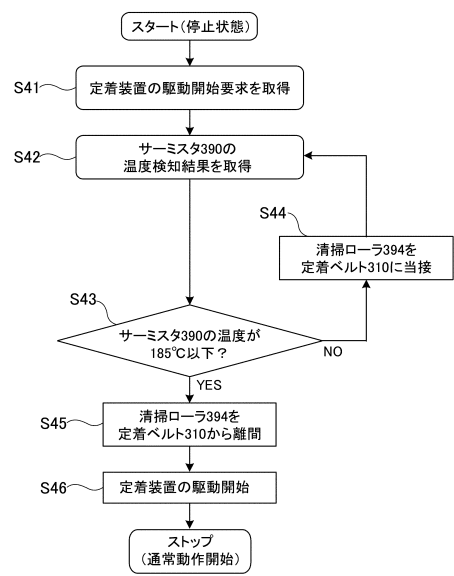 スタート(停止状態)
S41
定着装置の駆動開始要求を取得
S42
サーミスタ390の
温度検知結果を取得
S44
清掃ローラ394を
定着ベルト310に当接
S43
サーミスタ390の温度が
185℃以下？
NO
YES
S45
清掃ローラ394を
定着ベルト310から離間
S46
定着装置の駆動開始
ストップ
(通常動作開始)